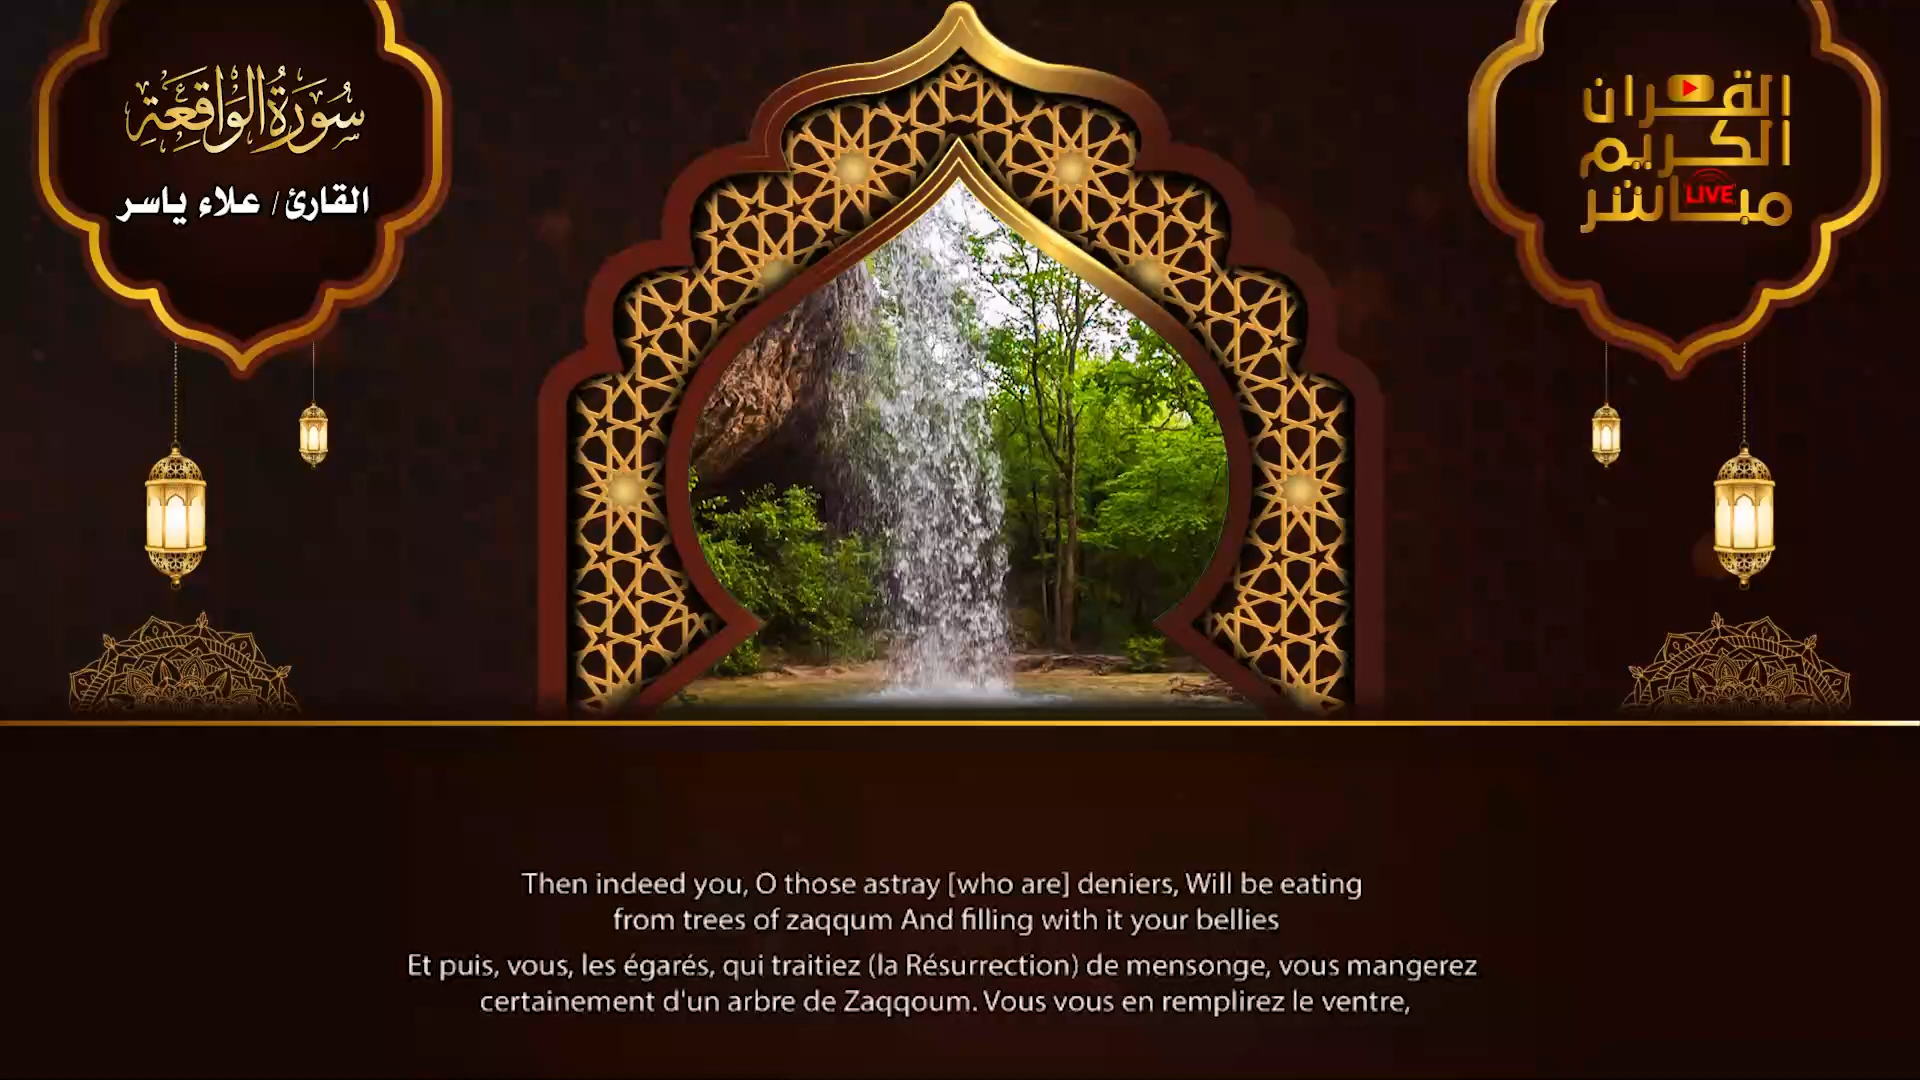 سُورَةُ الوَاقِعَةِ
القارئ / علاء ياسر
القران
الكريم
مباشر
LIVE
Then indeed you, O those astray [who are] deniers, Will be eating
from trees of zaqqum And filling with it your bellies
Et puis, vous, les égarés, qui traitiez (la Résurrection) de mensonge, vous mangerez
certainement d'un arbre de Zaqqoum. Vous vous en remplirez le ventre,